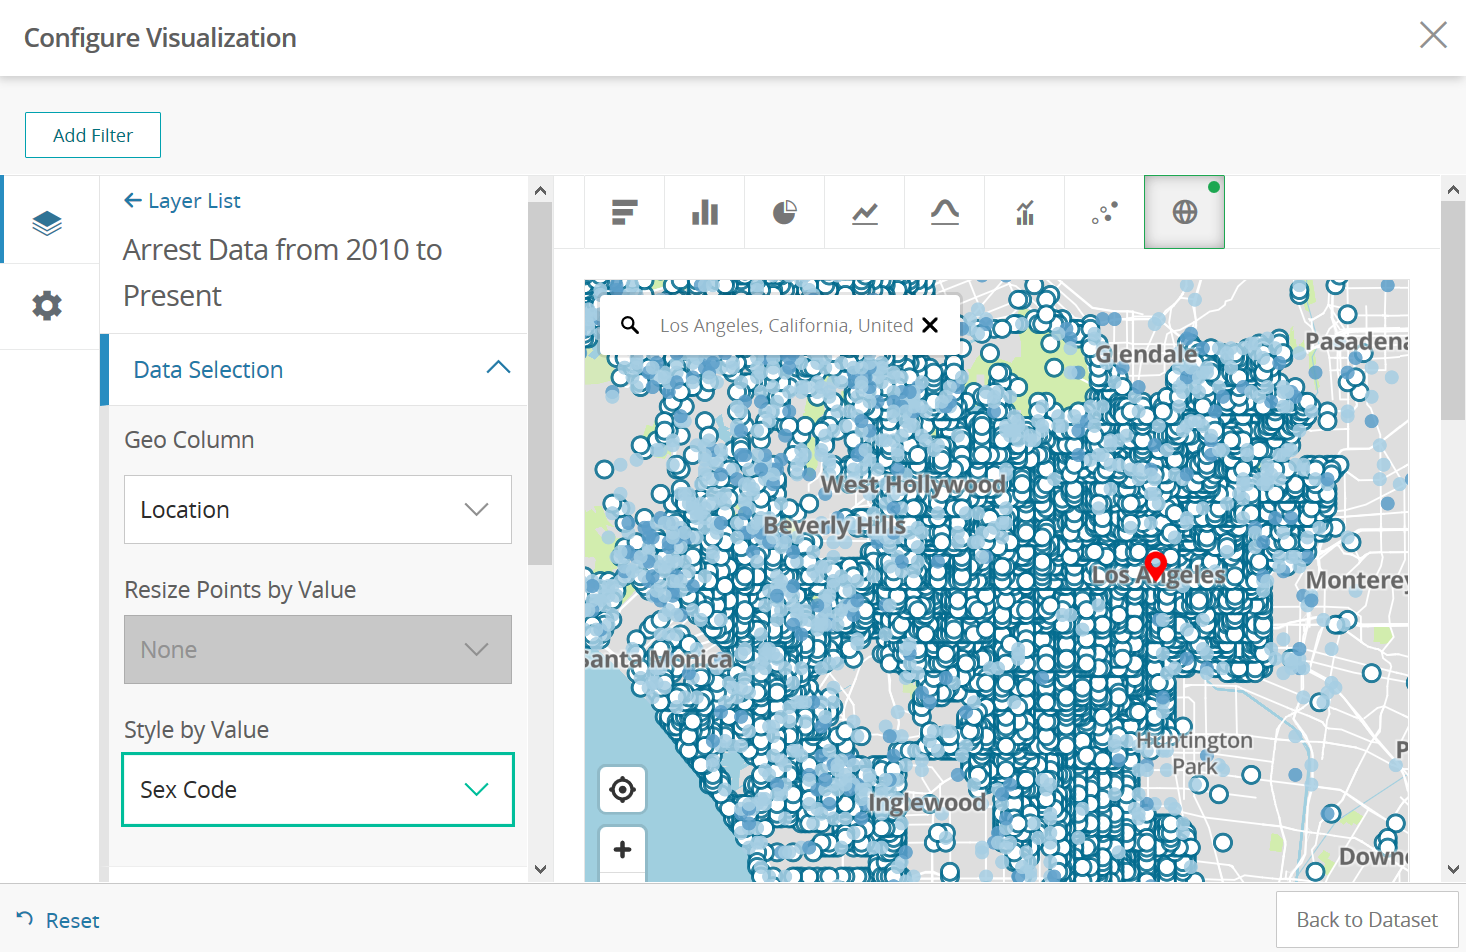 Configure Visualization
Add Filter
Layer List
Arrest Data from 2010 to
Present
Data Selection
Geo Column
Location
Resize Points by Value
None
Style by Value
Sex Code
Los Angeles, California, United
Glendale
Pasadena
West Hollywood
Beverly Hills
Los Angeles
Monterey
Santa Monica
Huntington
Park
P
Inglewood
Down
Reset
Back to Dataset